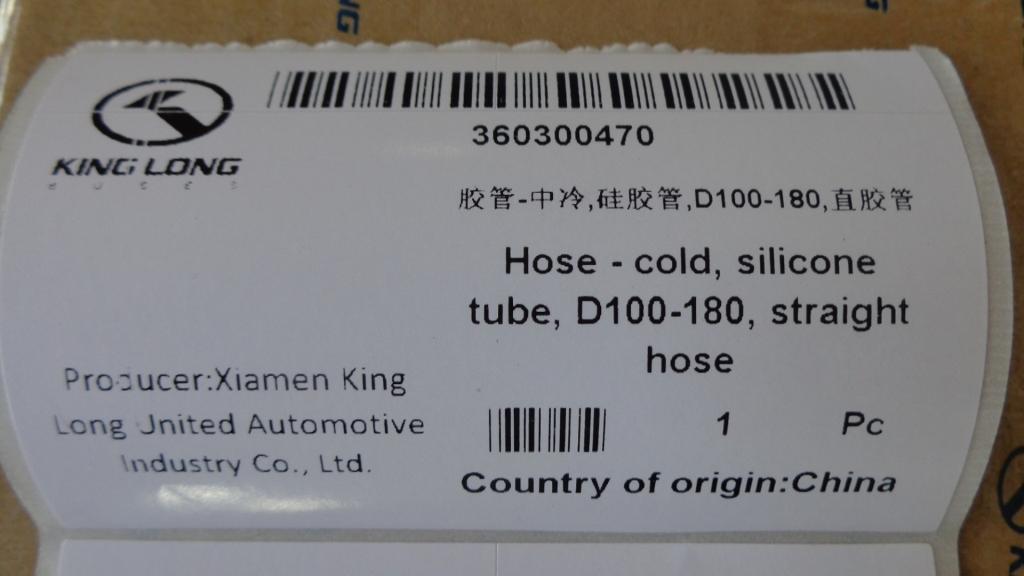 KING LONG
360300470
胶管-中冷,硅胶管,D100-180,直胶管
Hose - cold, silicone
tube, D100-180, straight
hose
Producer:Xiamen King
Long United Automotive
Industry Co., Ltd.
1 Pc
Country of origin:China